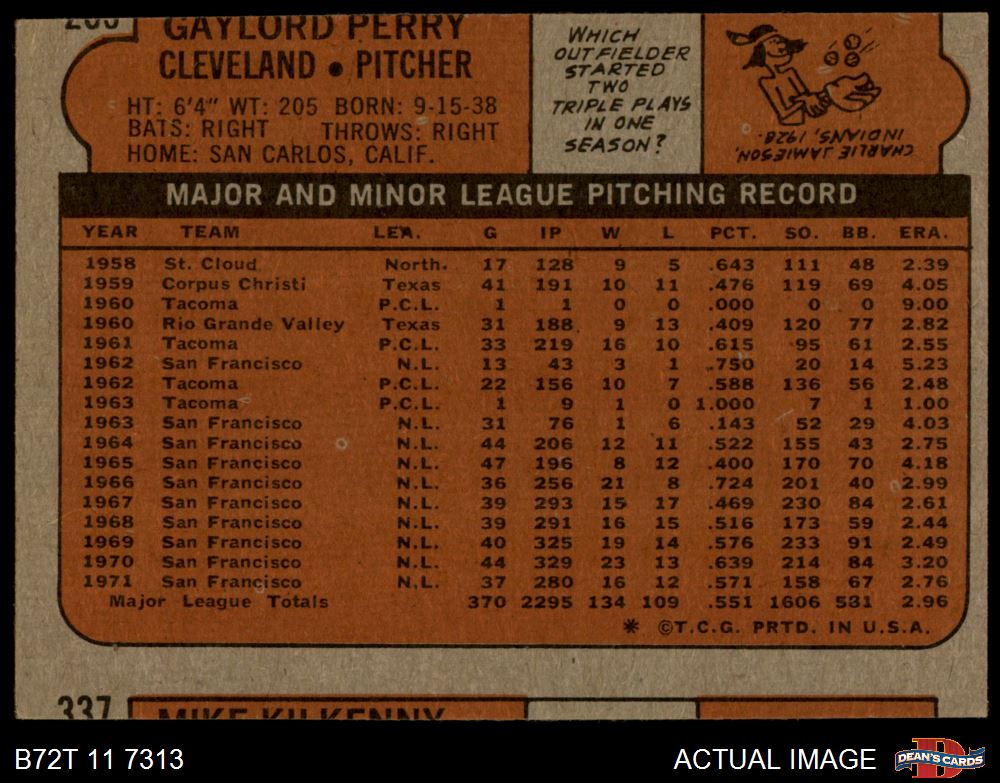 GAYLORD PERRY
CLEVELAND • PITCHER
HT: 6'4" WT: 205 BORN: 9-15-38
BATS: RIGHT THROWS: RIGHT
HOME: SAN CARLOS, CALIF.
WHICH
OUTFIELDER
STARTED
TWO
TRIPLE PLAYS
IN ONE
SEASON?
CHARLIE JAMIESON,
INDIANS, 1928.
MAJOR AND MINOR LEAGUE PITCHING RECORD
YEAR TEAM LEA. G IP W L PCT. SO. BB. ERA.
1958 St. Cloud North. 17 128 9 5 .643 111 48 2.39
1959 Corpus Christi Texas 41 191 10 11 .476 119 69 4.05
1960 Tacoma P.C.L. 1 1 0 0 .000 0 0 9.00
1960 Rio Grande Valley Texas 31 188 9 13 .409 120 77 2.82
1961 Tacoma P.C.L. 33 219 16 10 .615 95 61 2.55
1962 San Francisco N.L. 13 43 3 1 .750 20 14 5.23
1962 Tacoma P.C.L. 22 156 10 7 .588 136 56 2.48
1963 Tacoma P.C.L. 1 9 1 0 1.000 7 1 1.00
1963 San Francisco N.L. 31 76 1 6 .143 52 29 4.03
1964 San Francisco N.L. 44 206 12 11 .522 155 43 2.75
1965 San Francisco N.L. 47 196 8 12 .400 170 70 4.18
1966 San Francisco N.L. 36 256 21 8 .724 201 40 2.99
1967 San Francisco N.L. 39 293 15 17 .469 230 84 2.61
1968 San Francisco N.L. 39 291 16 15 .516 173 59 2.44
1969 San Francisco N.L. 40 325 19 14 .576 233 91 2.49
1970 San Francisco N.L. 44 329 23 13 .639 214 84 3.20
1971 San Francisco N.L. 37 280 16 12 .571 158 67 2.76
Major League Totals 370 2295 134 109 .551 1606 531 2.96
* ©T.C.G. PRTD. IN U.S.A.
337 MIKE KILKENNY
B72T 11 7313
ACTUAL IMAGE
DEAN'S CARDS